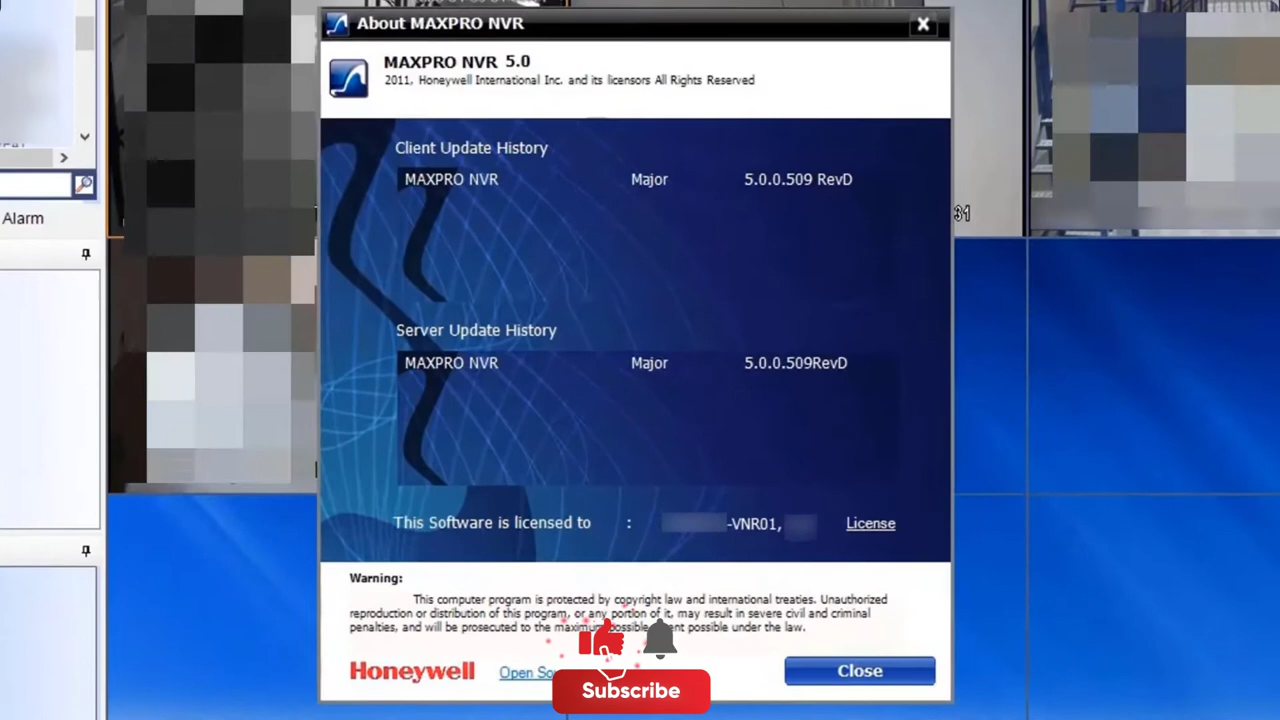 About MAXPRO NVR
MAXPRO NVR 5.0
2011, Honeywell International Inc. and its licensors All Rights Reserved
Client Update History
MAXPRO NVR Major 5.0.0.509 RevD
Alarm
31
Server Update History
MAXPRO NVR Major 5.0.0.509RevD
This Software is licensed to : -VNR01, License
Warning:
This computer program is protected by copyright law and international treaties. Unauthorized
reproduction or distribution of this program, or any portion of it, may result in severe civil and criminal
penalties, and will be prosecuted to the maximum possible under the law.
Honeywell Open Close
Subscribe